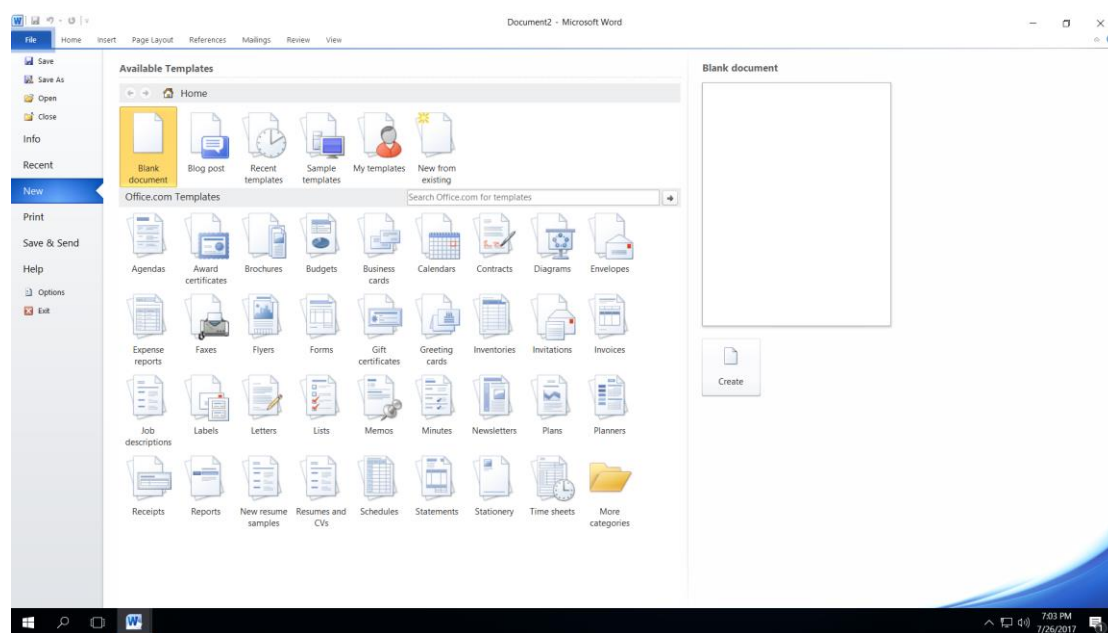 Document2 - Microsoft Word
File Home Insert Page Layout References Mailings Review View
Save
Save As
Open
Close
Info
Recent
New
Print
Save & Send
Help
Options
Exit
Available Templates
Home
Blank document
Blog post
Recent templates
Sample templates
My templates
New from existing
Office.com Templates
Search Office.com for templates
Agendas
Award certificates
Brochures
Budgets
Business cards
Calendars
Contracts
Diagrams
Envelopes
Expense reports
Faxes
Flyers
Forms
Gift certificates
Greeting cards
Inventories
Invitations
Invoices
Job descriptions
Labels
Letters
Lists
Memos
Minutes
Newsletters
Plans
Planners
Receipts
Reports
New resume samples
Resumes and CVs
Schedules
Statements
Stationery
Time sheets
More categories
Blank document
Create
7:03 PM
7/26/2017